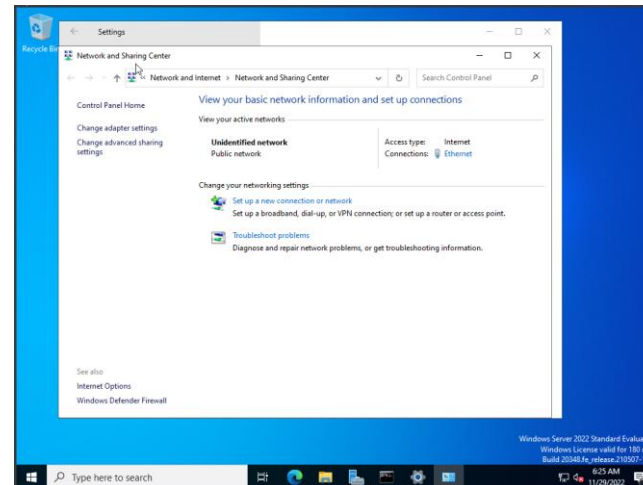 Recycle Bin
Settings
Network and Sharing Center
« Network and Internet > Network and Sharing Center
Search Control Panel
Control Panel Home
Change adapter settings
Change advanced sharing
settings
View your basic network information and set up connections
View your active networks
Unidentified network
Public network
Access type: Internet
Connections: Ethernet
Change your networking settings
Set up a new connection or network
Set up a broadband, dial-up, or VPN connection; or set up a router or access point.
Troubleshoot problems
Diagnose and repair network problems, or get troubleshooting information.
See also
Internet Options
Windows Defender Firewall
Windows Server 2022 Standard Evalua
Windows License valid for 180
Build 20348.fe_release.210507-
Type here to search
6:25 AM
11/29/2022